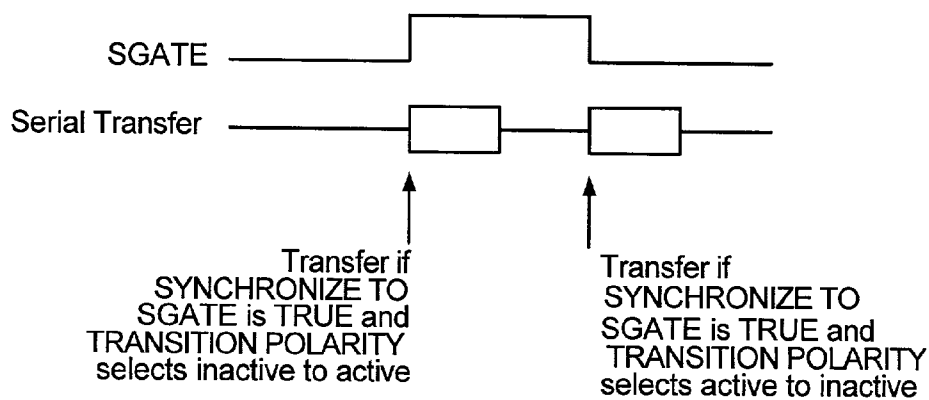 SGATE
Serial Transfer
Transfer if
SYNCHRONIZE TO
SGATE is TRUE and
TRANSITION POLARITY
selects inactive to active
Transfer if
SYNCHRONIZE TO
SGATE is TRUE and
TRANSITION POLARITY
selects active to inactive